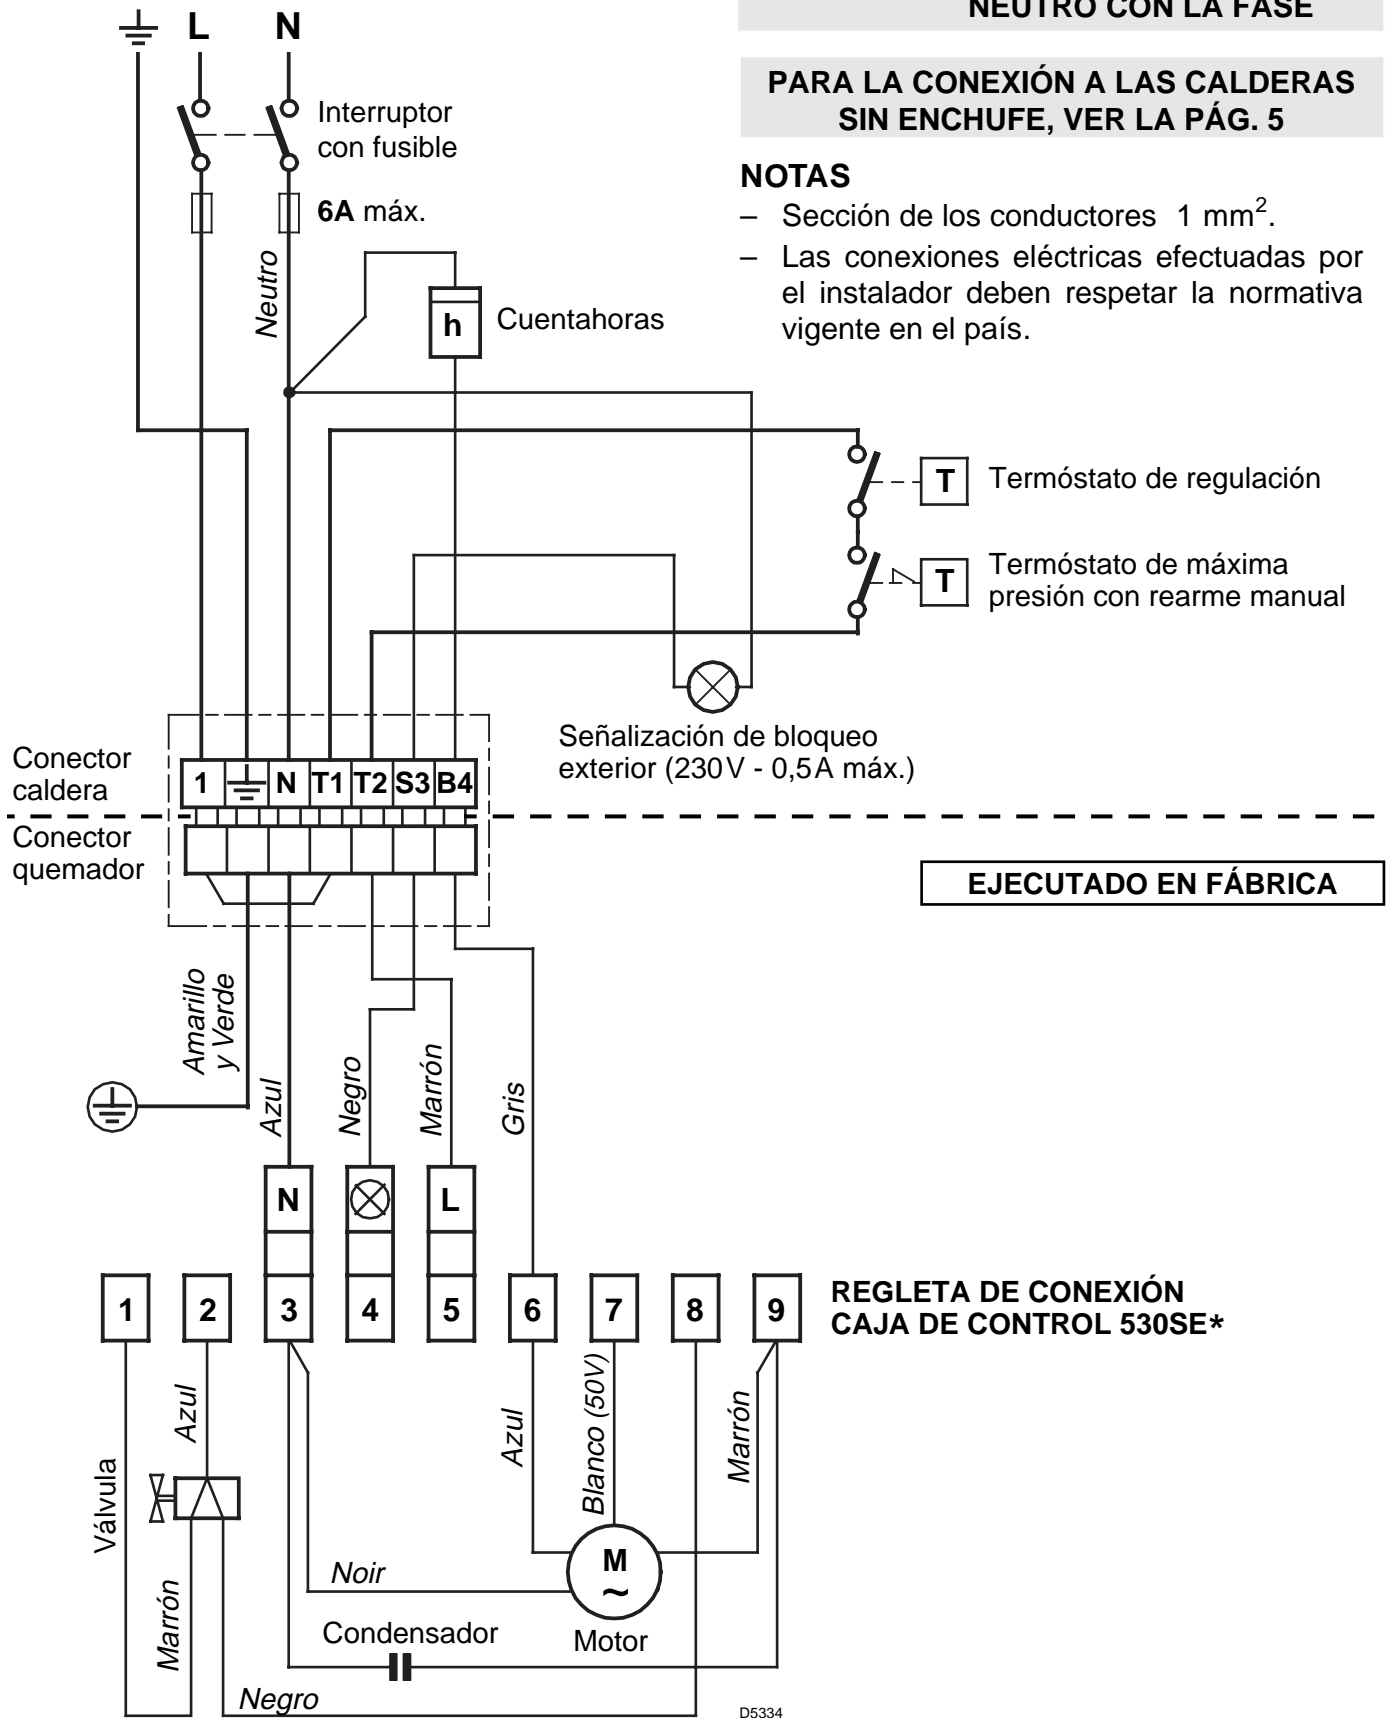 NEUTRO CON LA FASE
L N
PARA LA CONEXIÓN A LAS CALDERAS
SIN ENCHUFE, VER LA PÁG. 5
Interruptor
con fusible
6A máx.
NOTAS
– Sección de los conductores 1 mm².
– Las conexiones eléctricas efectuadas por
el instalador deben respetar la normativa
vigente en el país.
Neutro
h
Cuentahoras
T
Termóstato de regulación
T
Termóstato de máxima
presión con rearme manual
Señalización de bloqueo
exterior (230V - 0,5A máx.)
Conector
caldera
1 N T1 T2 S3 B4
Conector
quemador
EJECUTADO EN FÁBRICA
Amarillo
y Verde
Azul
Negro
Marrón
Gris
N L
1 2 3 4 5 6 7 8 9
REGLETA DE CONEXIÓN
CAJA DE CONTROL 530SE*
Válvula
Azul
Marrón
Azul
Blanco (50V)
Marrón
Noir
M
~
Motor
Condensador
Negro
D5334